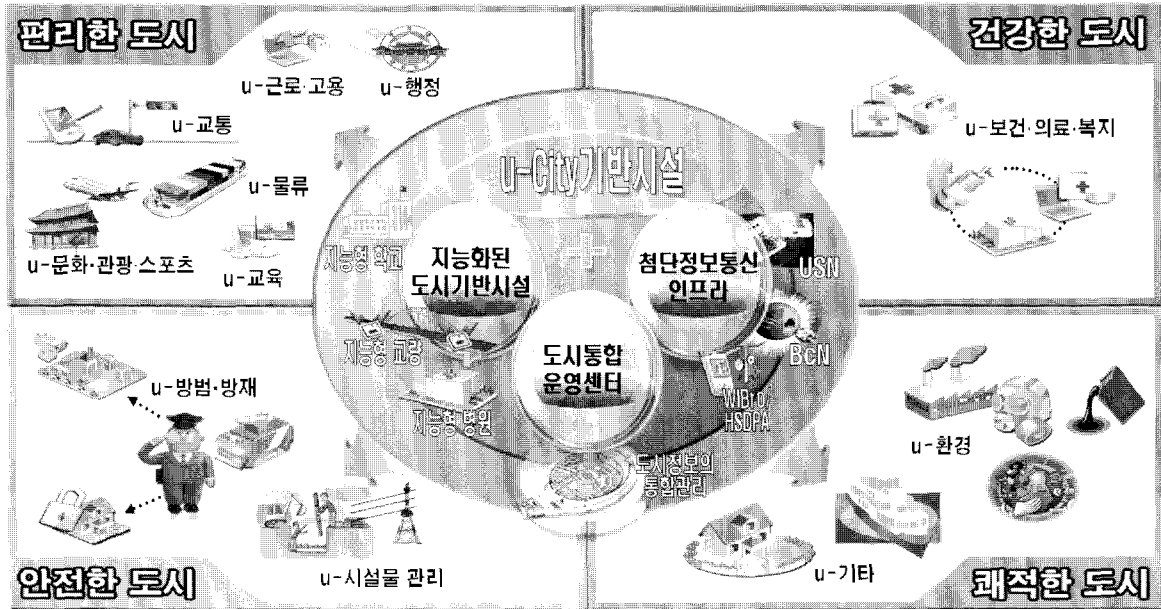 편리한 도시
건강한 도시
u-근로·고용
u-행정
u-교통
u-물류
u-문화·관광·스포츠
u-교육
u-보건·의료·복지
u-City기반시설
지능형 학교
지능화된
도시기반시설
첨단정보통신
인프라
USN
지능형 교량
도시통합
운영센터
BcN
지능형 병원
WiBro/
HSDPA
도시정보의
통합관리
u-방범·방재
u-환경
u-시설물 관리
u-기타
안전한 도시
쾌적한 도시